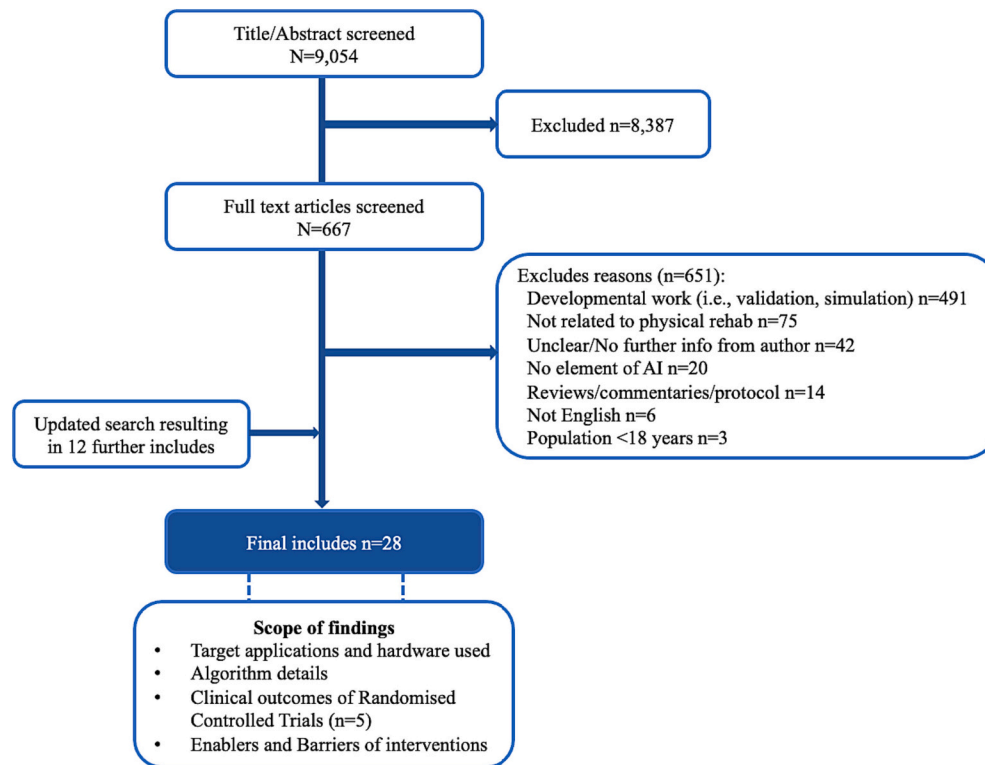 Title/Abstract screened
N=9,054
Excluded n=8,387
Full text articles screened
N=667
Excludes reasons (n=651):
Developmental work (i.e., validation, simulation) n=491
Not related to physical rehab n=75
Unclear/No further info from author n=42
No element of AI n=20
Reviews/commentaries/protocol n=14
Not English n=6
Population <18 years n=3
Updated search resulting
in 12 further includes
Final includes n=28
Scope of findings
• Target applications and hardware used
• Algorithm details
• Clinical outcomes of Randomised
Controlled Trials (n=5)
• Enablers and Barriers of interventions